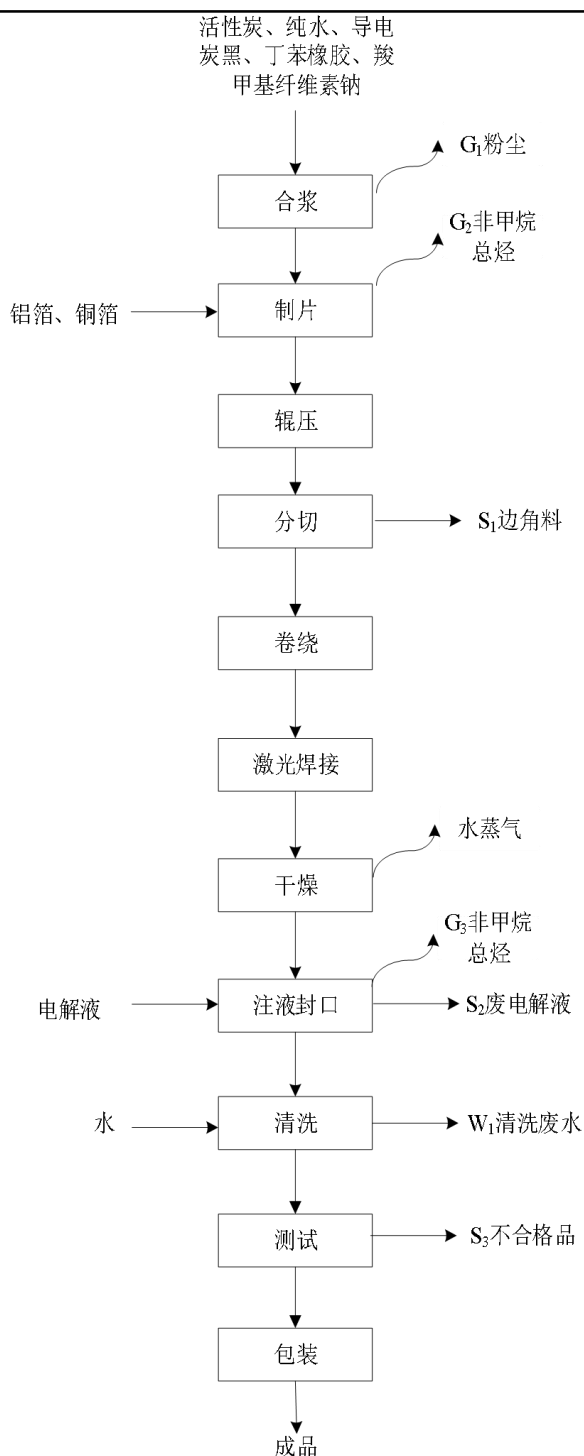 活性炭、纯水、导电
炭黑、丁苯橡胶、羧
甲基纤维素钠
G₁粉尘
合浆
G₂非甲烷
总烃
铝箔、铜箔
制片
辊压
分切
S₁边角料
卷绕
激光焊接
水蒸气
干燥
G₃非甲烷
总烃
电解液
注液封口
S₂废电解液
水
清洗
W₁清洗废水
测试
S₃不合格品
包装
成品